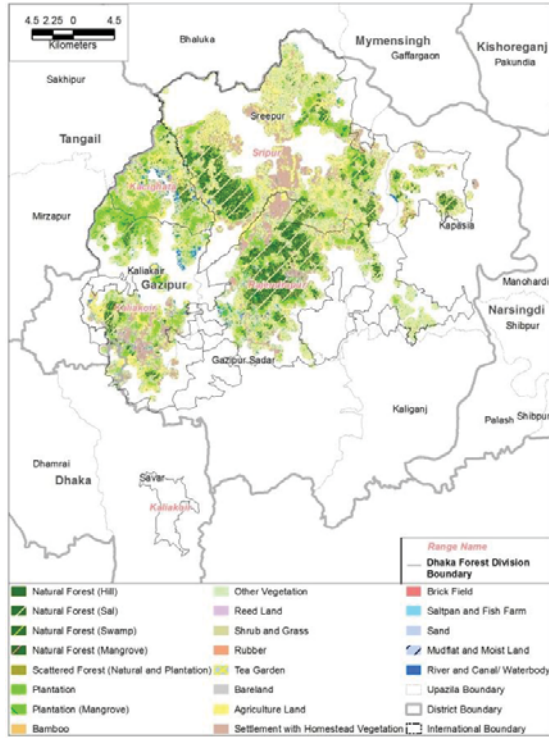 4.5 2.25 0 4.5
Kilometers
Bhaluka
Mymensingh
Gaffargaon
Kishoreganj
Pakundia
Sakhipur
Sreepur
Tangail
Sripur
Mirzapur
Kapasia
Kaliakair
Gazipur
Manohardi
Narsingdi
Shibpur
Gazipur Sadar
Kaliganj
Palash
Shibpur
Dhamrai
Dhaka
Savar
Kaliakair
Range Name
Dhaka Forest Division
Boundary
Natural Forest (Hill)
Natural Forest (Sal)
Natural Forest (Swamp)
Natural Forest (Mangrove)
Scattered Forest (Natural and Plantation)
Plantation
Plantation (Mangrove)
Bamboo
Other Vegetation
Reed Land
Shrub and Grass
Rubber
Tea Garden
Bareland
Agriculture Land
Settlement with Homestead Vegetation
Brick Field
Saltpan and Fish Farm
Sand
Mudflat and Moist Land
River and Canal/ Waterbody
Upazila Boundary
District Boundary
International Boundary